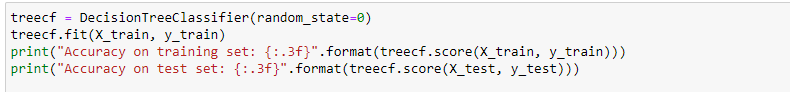 treecf = DecisionTreeClassifier(random_state=0)
treecf.fit(X_train, y_train)
print("Accuracy on training set: {:.3f}".format(treecf.score(X_train, y_train)))
print("Accuracy on test set: {:.3f}".format(treecf.score(X_test, y_test)))